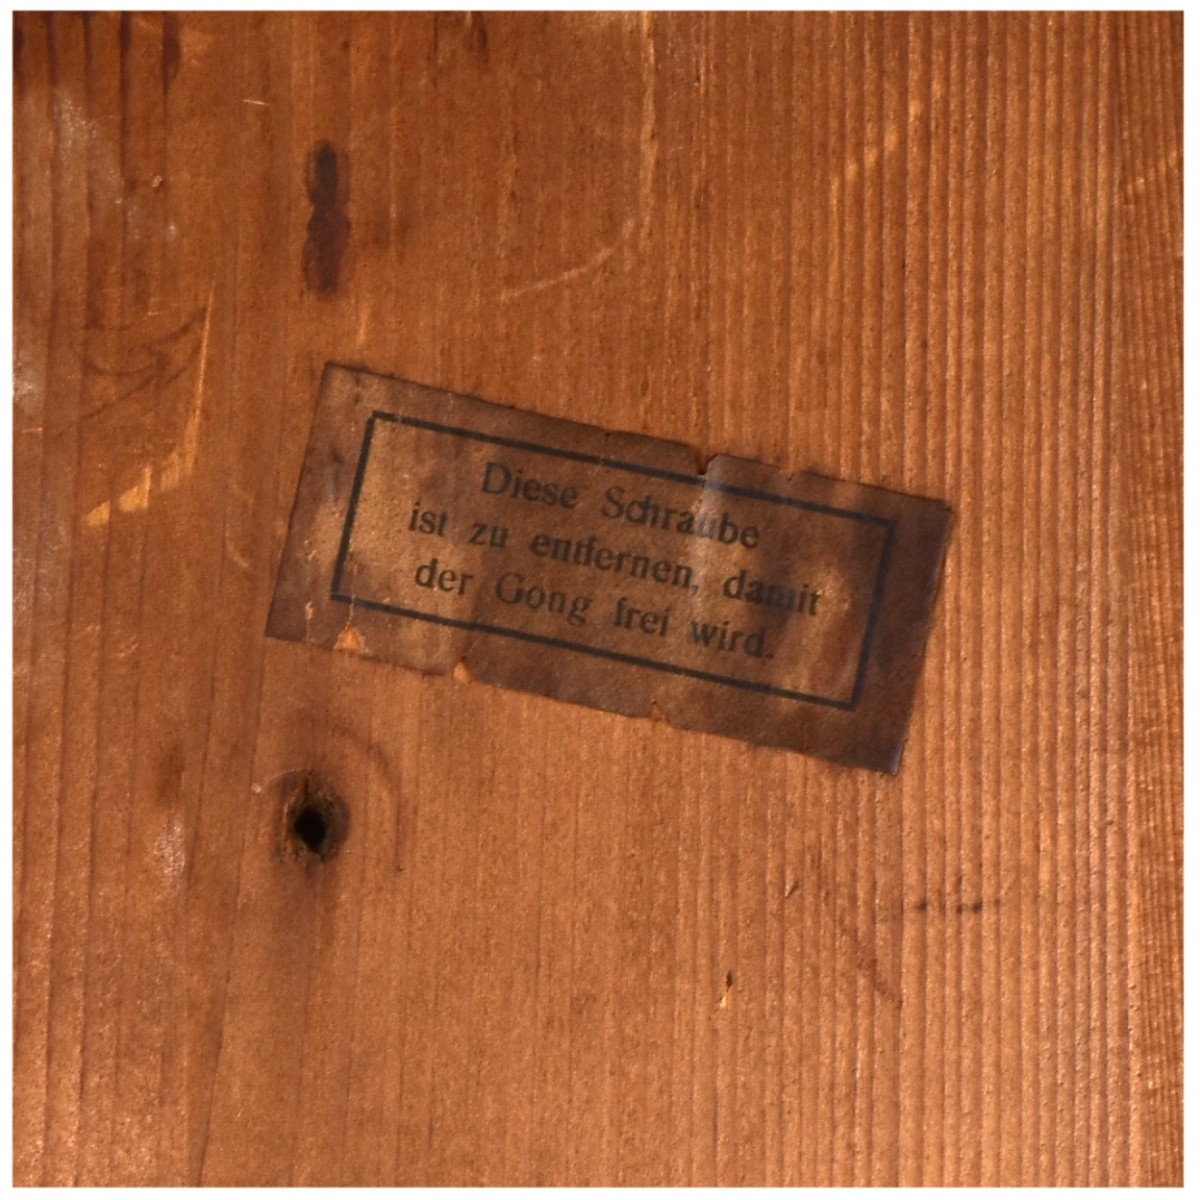 Diese Schraube
ist zu entfernen, damit
der Gong frei wird.